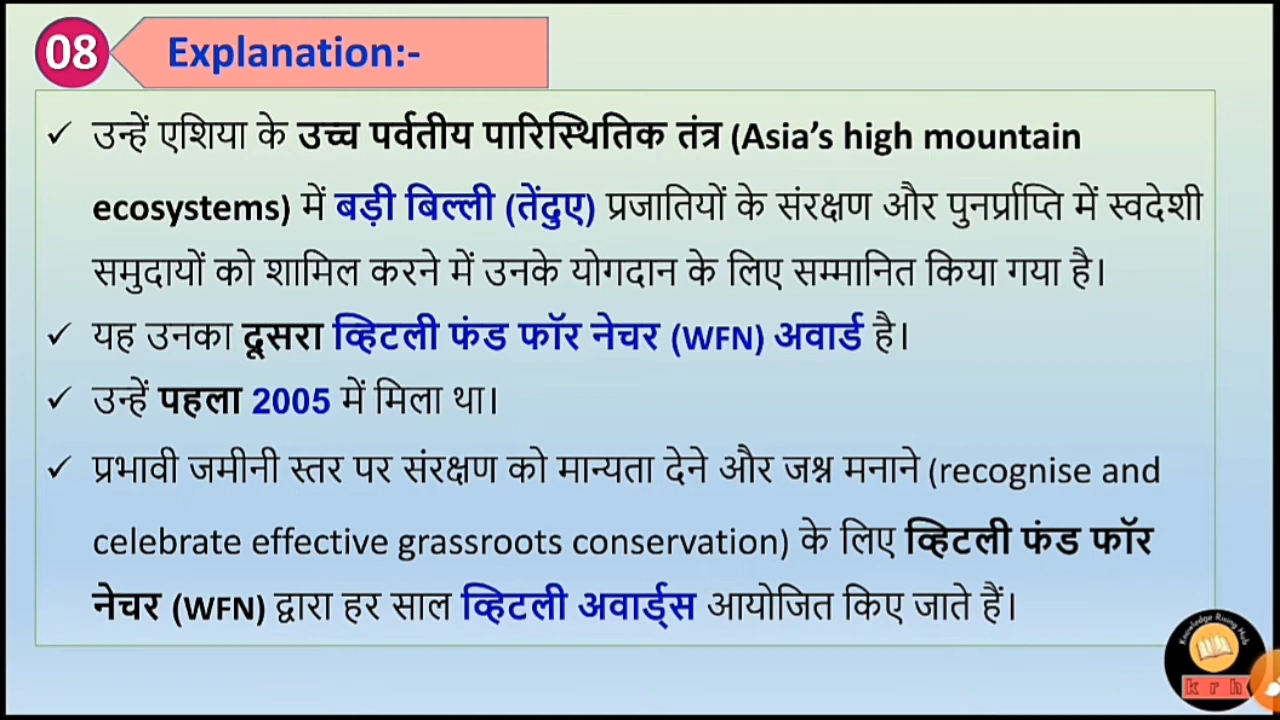 08 Explanation:-
✓ उन्हें एशिया के उच्च पर्वतीय पारिस्थितिक तंत्र (Asia’s high mountain
ecosystems) में बड़ी बिल्ली (तेंदुए) प्रजातियों के संरक्षण और पुनर्प्राप्ति में स्वदेशी
समुदायों को शामिल करने में उनके योगदान के लिए सम्मानित किया गया है।
✓ यह उनका दूसरा व्हिटली फंड फॉर नेचर (WFN) अवार्ड है।
✓ उन्हें पहला 2005 में मिला था।
✓ प्रभावी जमीनी स्तर पर संरक्षण को मान्यता देने और जश्न मनाने (recognise and
celebrate effective grassroots conservation) के लिए व्हिटली फंड फॉर
नेचर (WFN) द्वारा हर साल व्हिटली अवार्ड्स आयोजित किए जाते हैं।
Knowledge Rising Hub
k r h